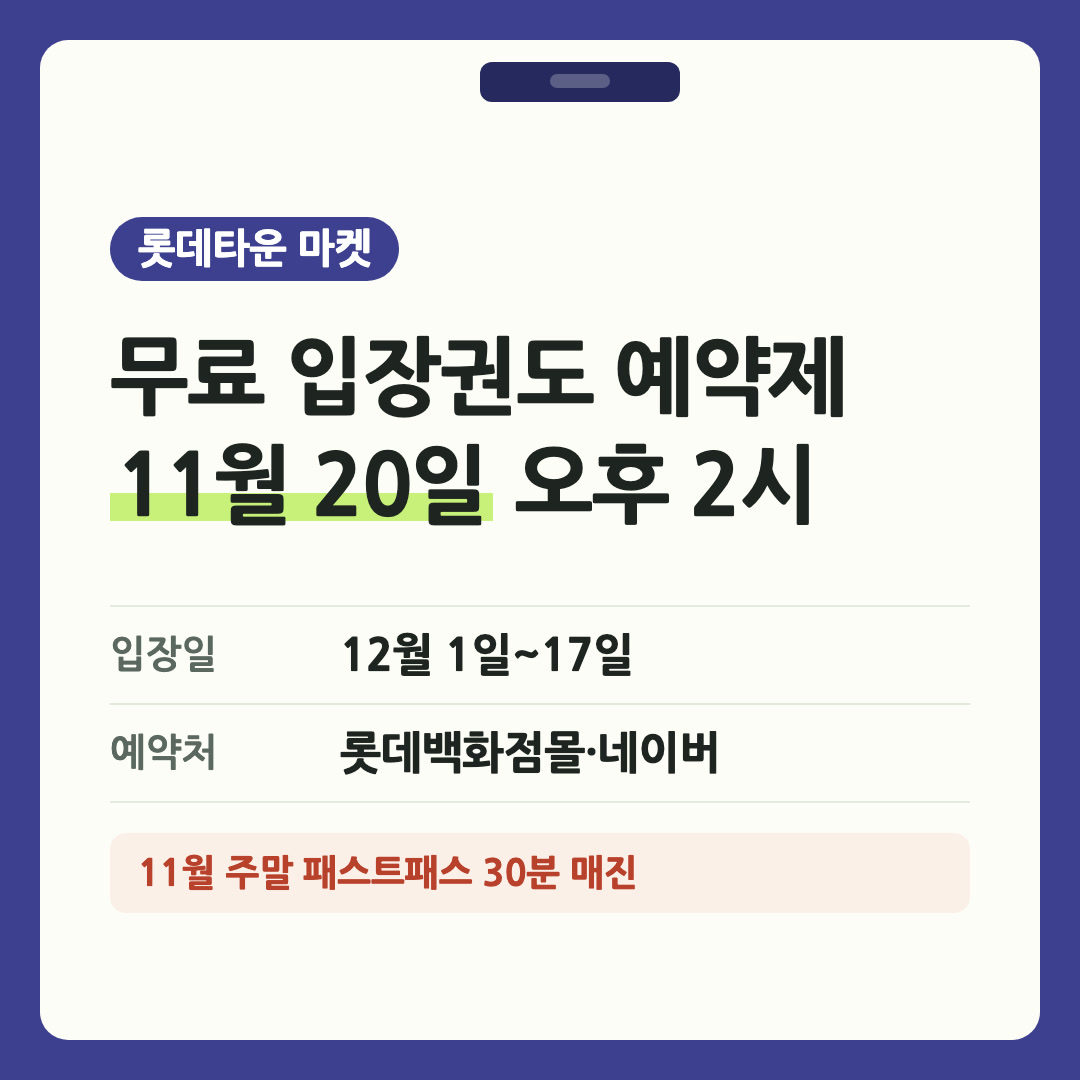 롯데타운 마켓
무료 입장권도 예약제
11월 20일 오후 2시
입장일 12월 1일~17일
예약처 롯데백화점몰·네이버
11월 주말 패스트패스 30분 매진